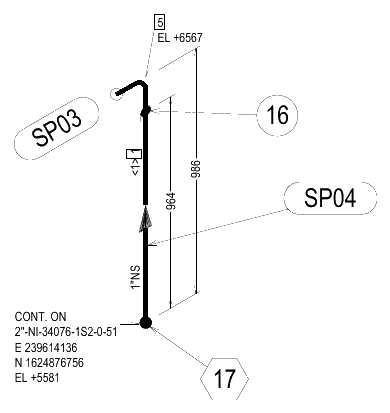 5
EL +6567
SP03
16
<1> 1
986
964
SP04
1"NS
CONT. ON
2"-NI-34076-1S2-0-51
E 239614136
N 1624876756
EL +5581
17